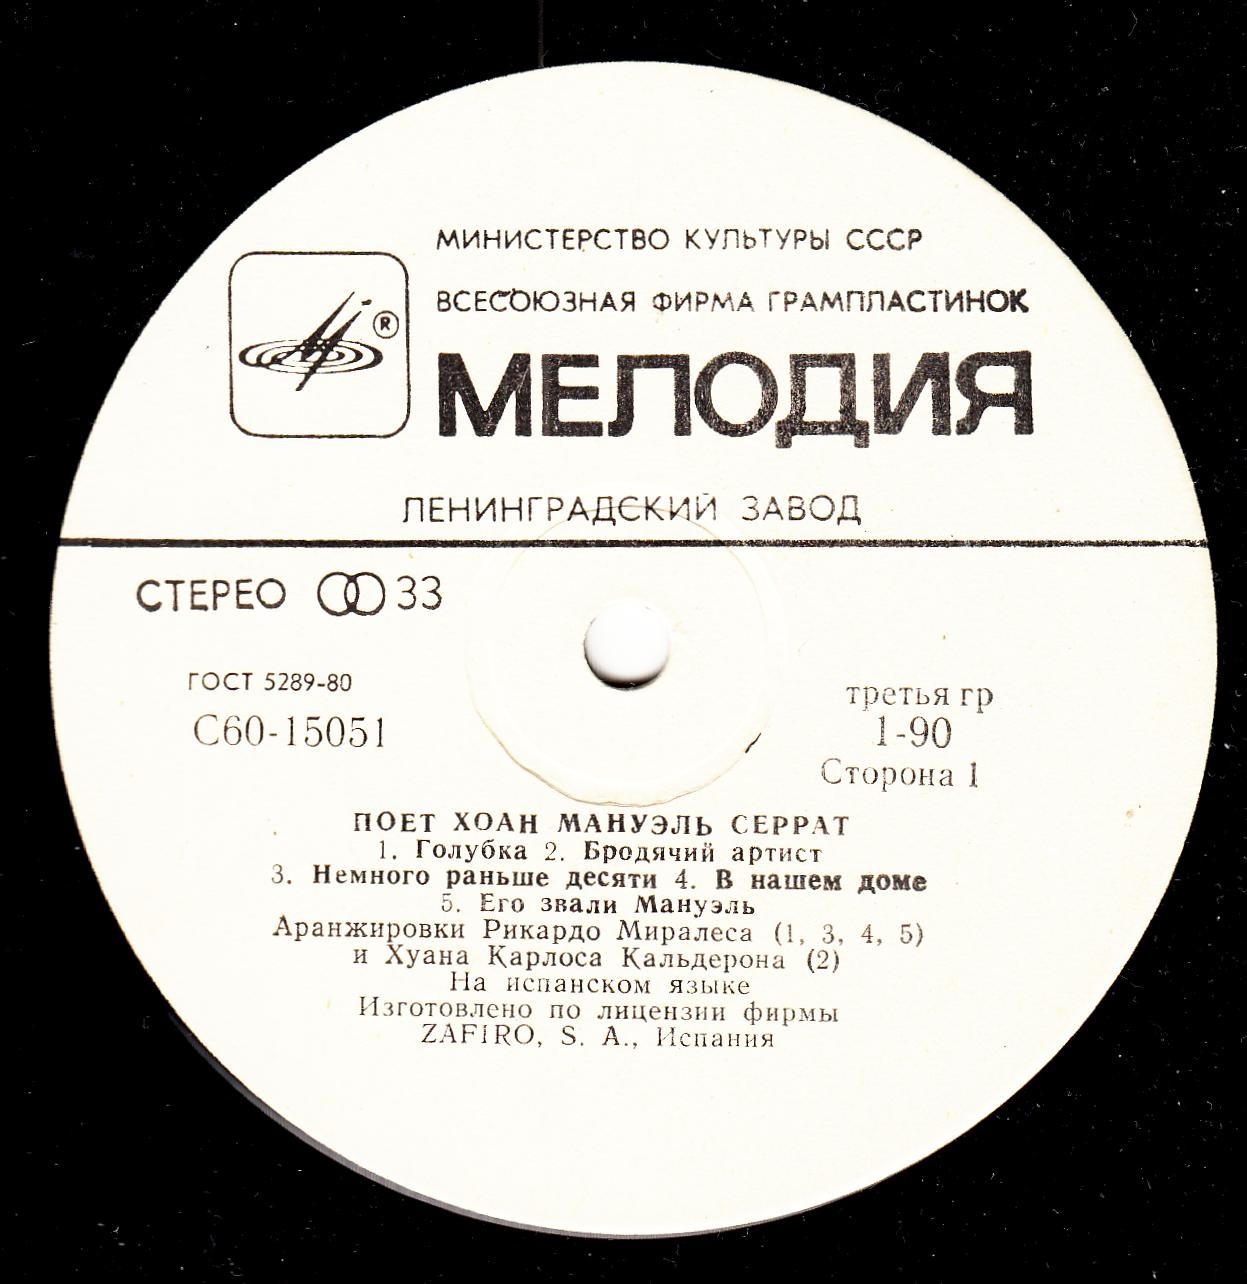 МИНИСТЕРСТВО КУЛЬТУРЫ СССР
ВСЕСОЮЗНАЯ ФИРМА ГРАМПЛАСТИНОК
®
МЕЛОДИЯ
ЛЕНИНГРАДСКИЙ ЗАВОД
СТЕРЕО 33
ГОСТ 5289-80
С60-15051
третья гр
1-90
Сторона 1
ПОЕТ ХОАН МАНУЭЛЬ СЕРРАТ
1. Голубка 2. Бродячий артист
3. Немного раньше десяти 4. В нашем доме
5. Его звали Мануэль
Аранжировки Рикардо Миралеса (1, 3, 4, 5)
и Хуана Карлоса Кальдерона (2)
На испанском языке
Изготовлено по лицензии фирмы
ZAFIRO, S. A., Испания